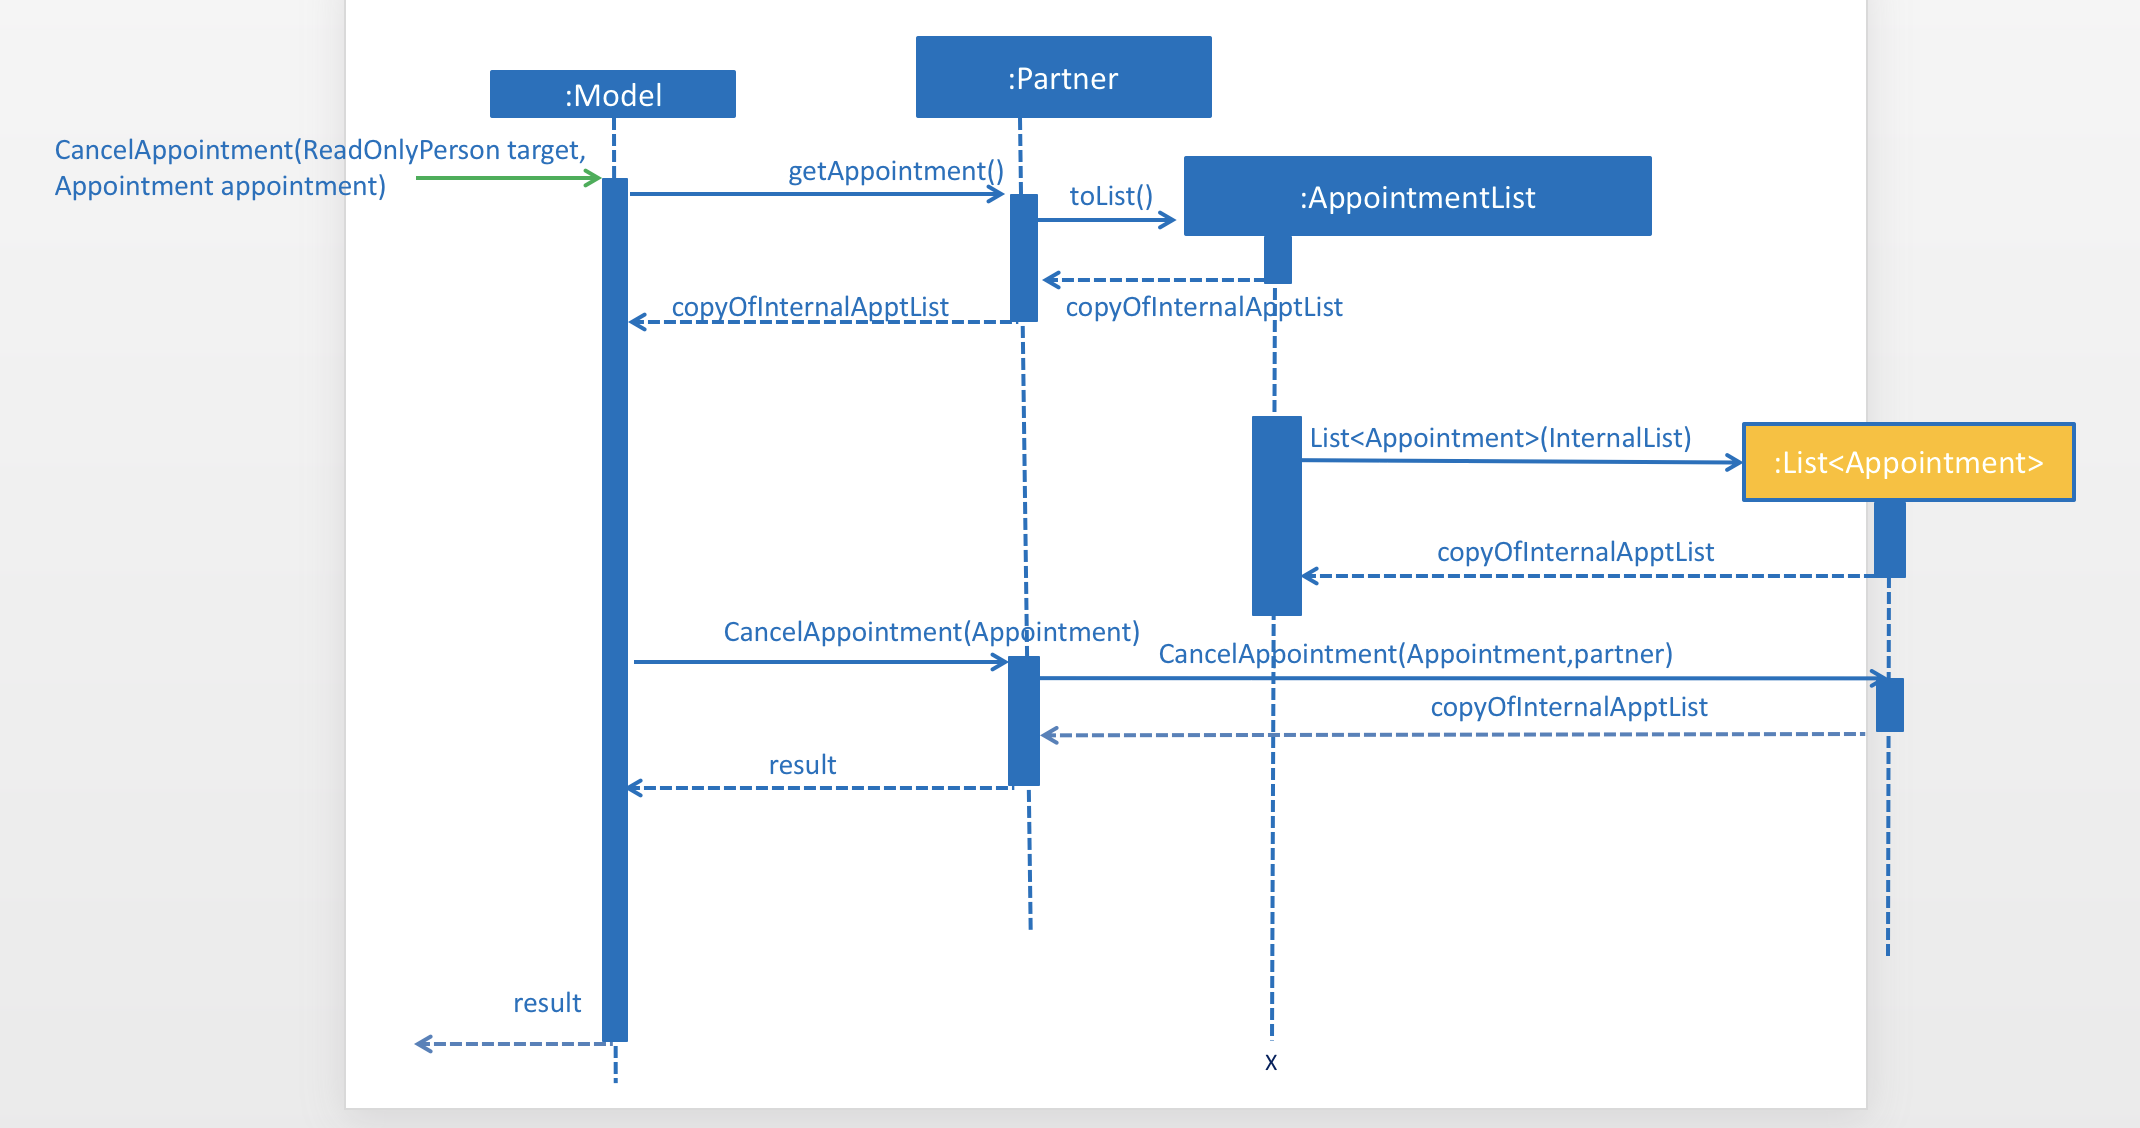 :Partner
:Model
CancelAppointment(ReadOnlyPerson target,
Appointment appointment)
getAppointment()
toList()
:AppointmentList
copyOfInternalApptList
copyOfInternalApptList
List<Appointment>(InternalList)
:List<Appointment>
copyOfInternalApptList
CancelAppointment(Appointment)
CancelAppointment(Appointment,partner)
copyOfInternalApptList
result
result
x